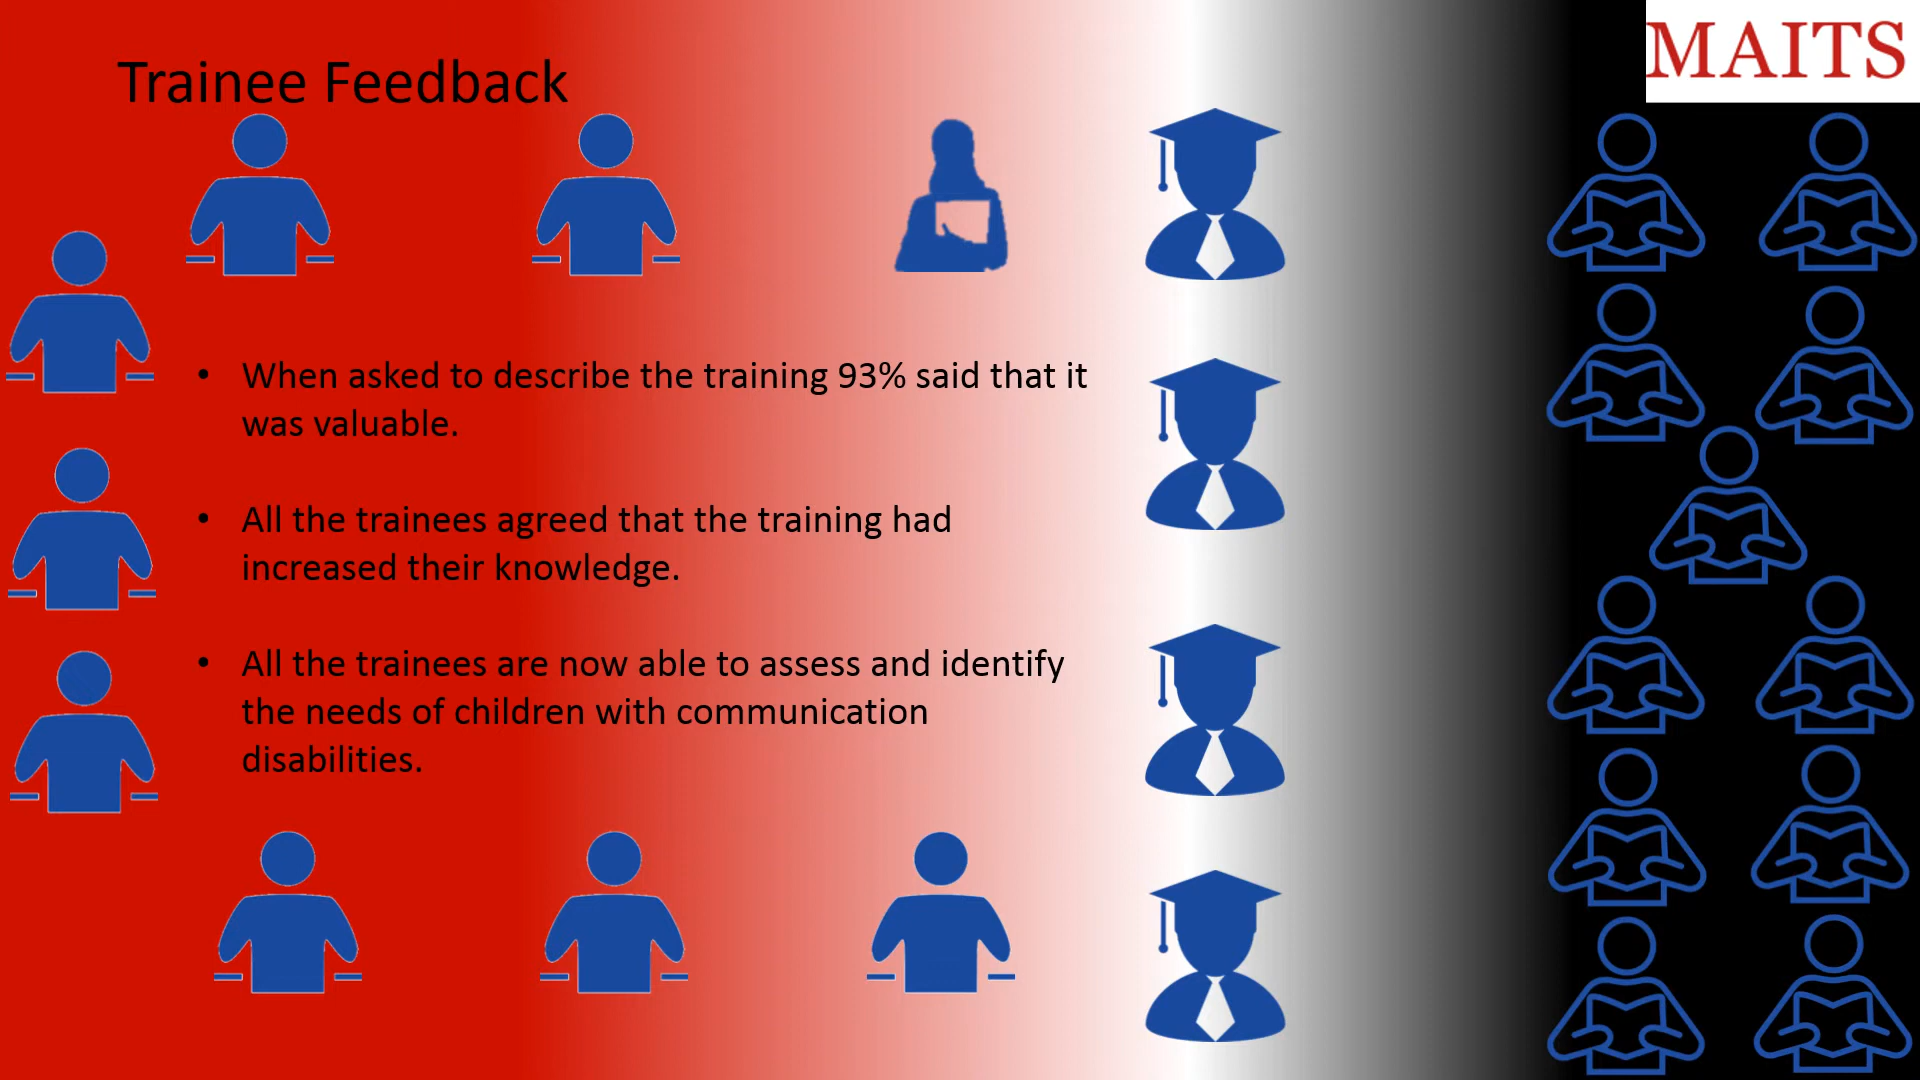 MAITS
Trainee Feedback
• When asked to describe the training 93% said that it
was valuable.
• All the trainees agreed that the training had
increased their knowledge.
• All the trainees are now able to assess and identify
the needs of children with communication
disabilities.